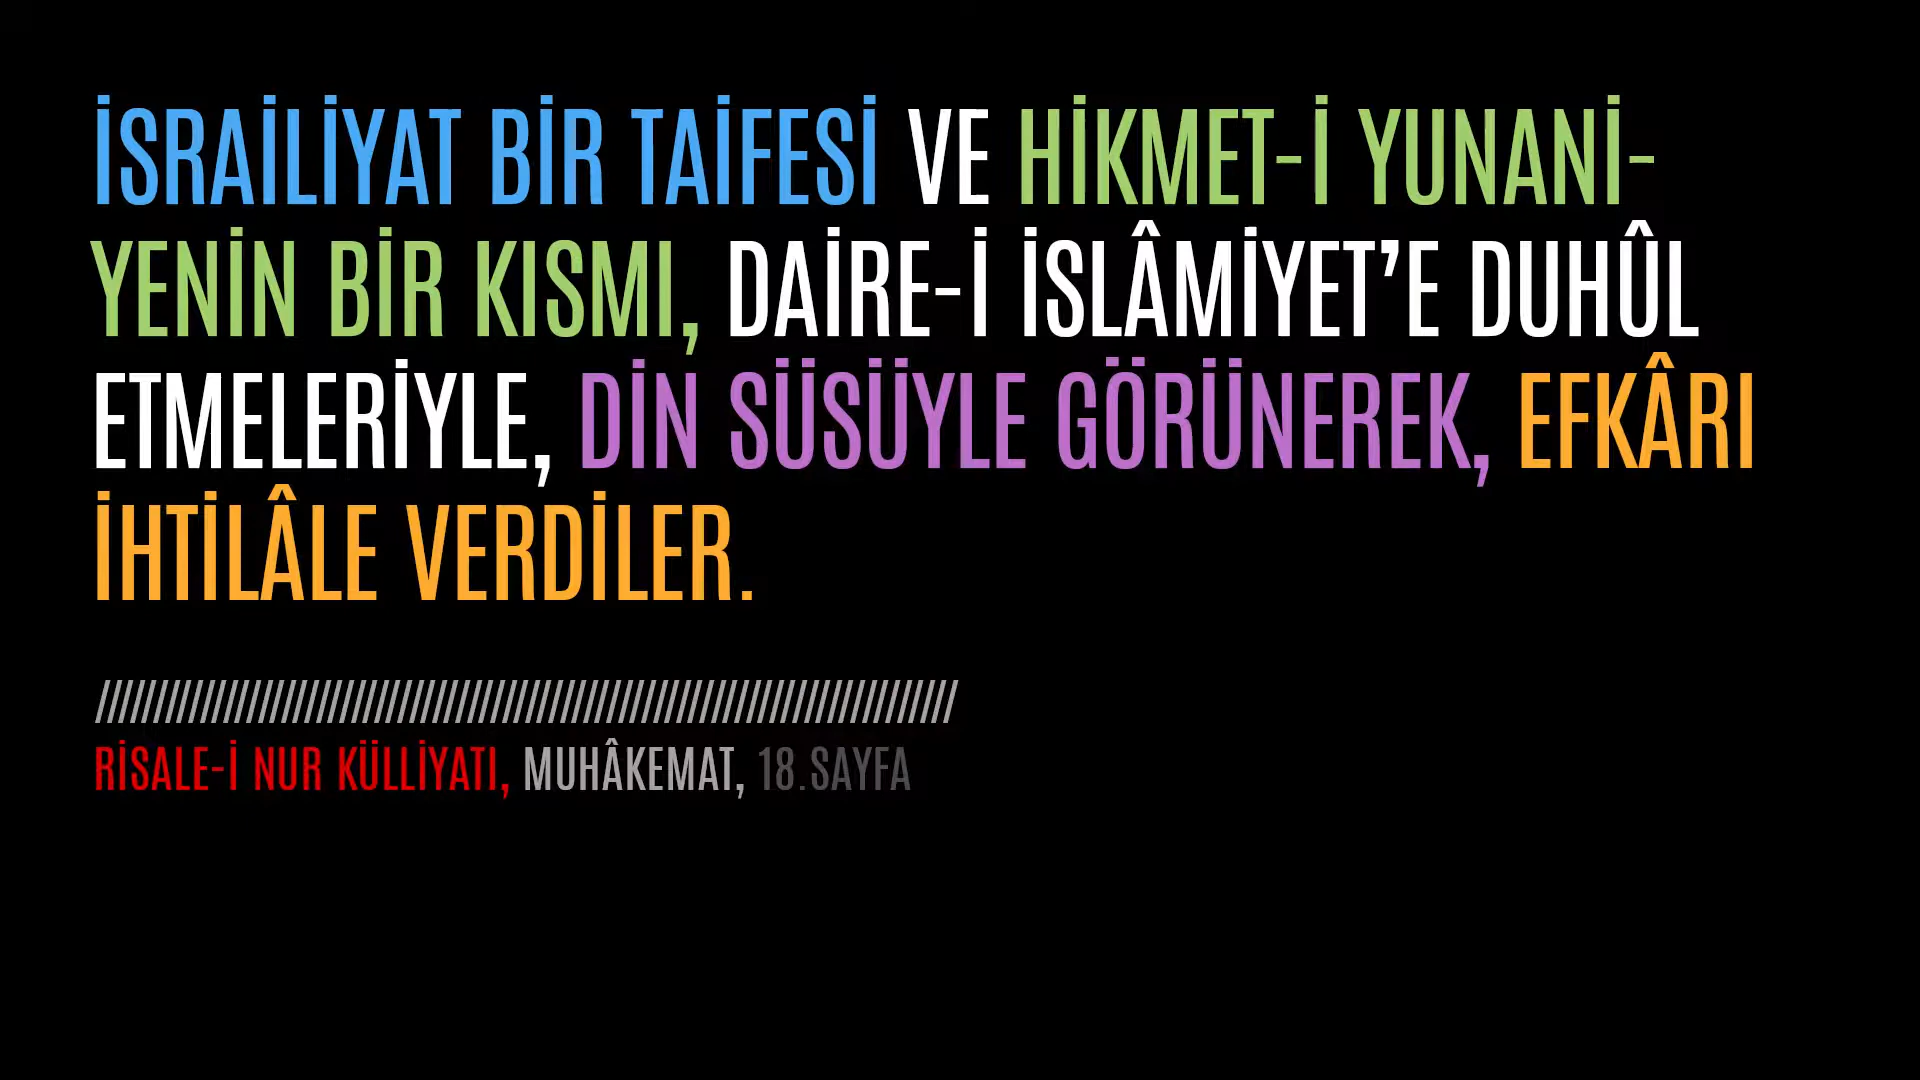 İSRAİLİYAT BİR TAİFESİ VE HİKMET-İ YUNANİ-
YENİN BİR KISMI, DAİRE-İ İSLÂMİYET’E DUHÛL
ETMELERİYLE, DİN SÜSÜYLE GÖRÜNEREK, EFKÂRI
İHTİLÂLE VERDİLER.
//////////////////////////////////////////////////////////////////////////
RİSALE-İ NUR KÜLLİYATI, MUHÂKEMAT, 18.SAYFA